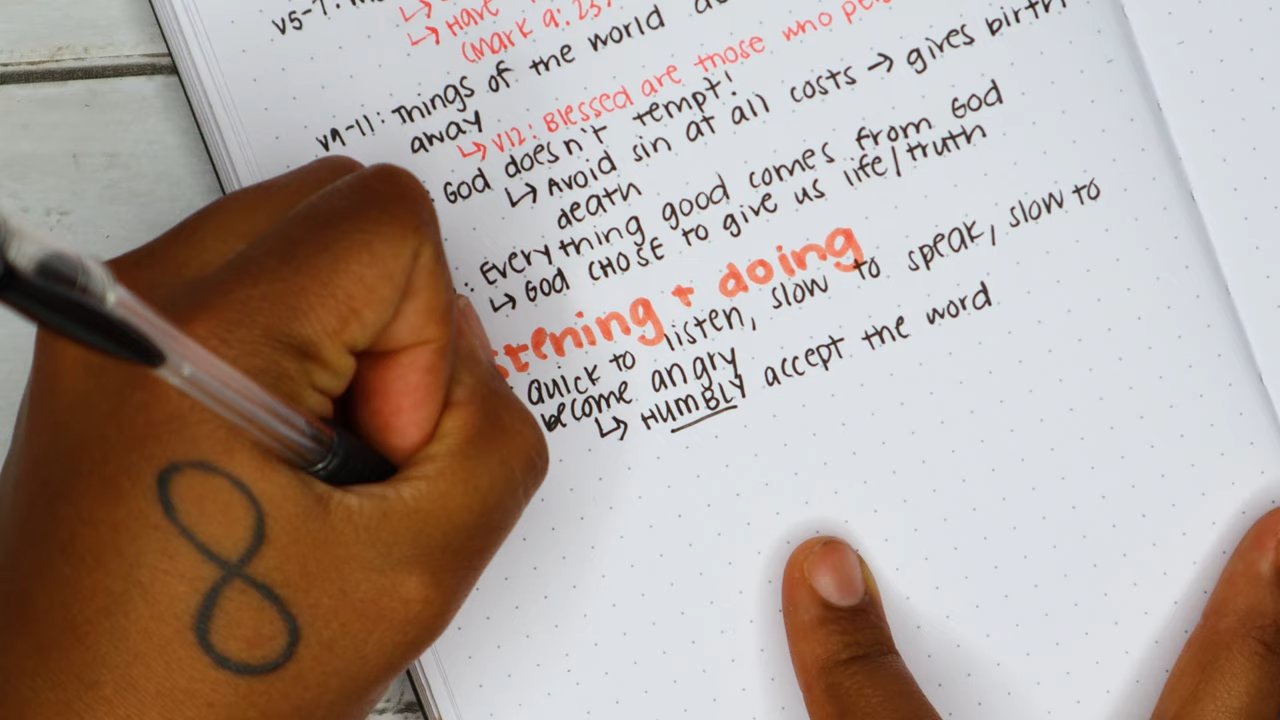 v5-7:
↳ Have
(Mark 9:23)
v9-11: Things of the world
away
↳ V12: Blessed are those who
God doesn't tempt!
↳ Avoid sin at all costs → gives birth
death
: Everything good comes from God
↳ God CHOSE to give us life/truth
stening + doing
Quick to listen, slow to speak, slow to
become angry
↳ HUMBLY accept the word